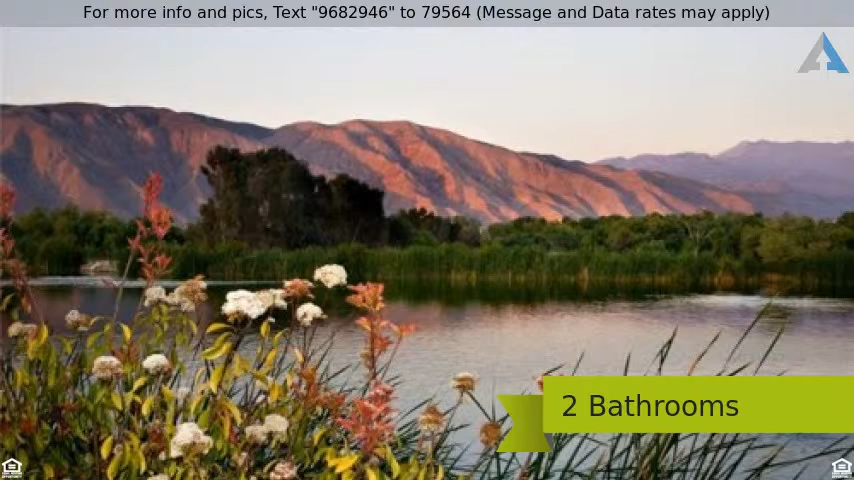 For more info and pics, Text "9682946" to 79564 (Message and Data rates may apply)
2 Bathrooms